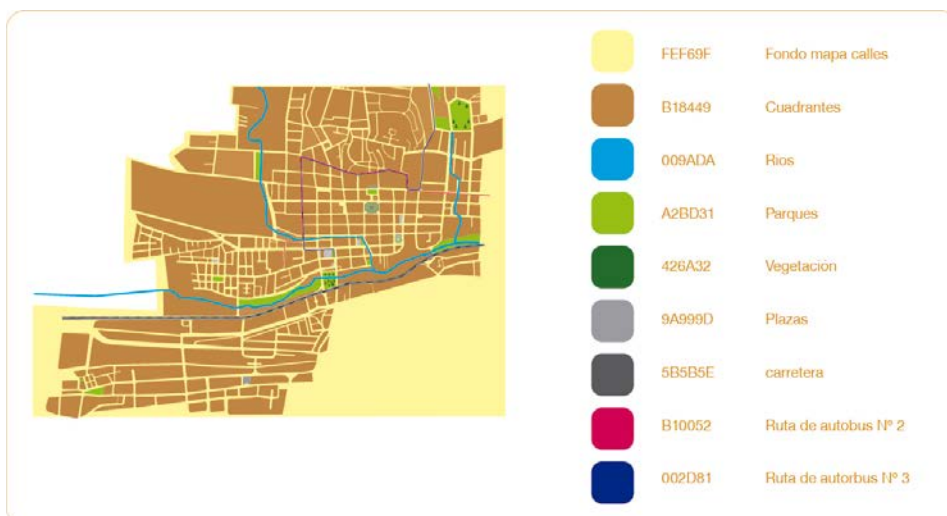 FEF69F Fondo mapa calles
B18449 Cuadrantes
009ADA Rios
A2BD31 Parques
426A32 Vegetación
9A999D Plazas
5B5B5E carretera
B10052 Ruta de autobus Nº 2
002D81 Ruta de autorbus Nº 3